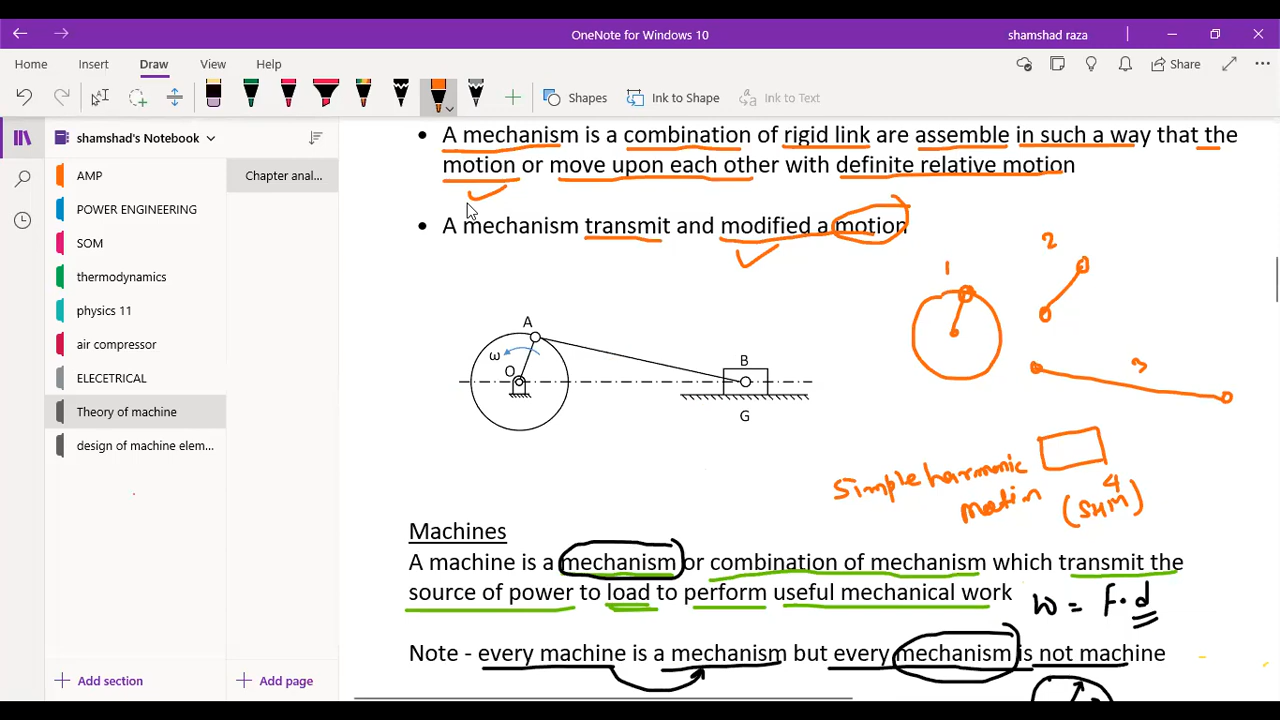 OneNote for Windows 10
shamshad raza
Home
Insert
Draw
View
Help
Share
Shapes
Ink to Shape
Ink to Text
shamshad's Notebook
AMP
POWER ENGINEERING
SOM
thermodynamics
physics 11
air compressor
ELECETRICAL
Theory of machine
design of machine elem...
Add section
Chapter anal...
Add page
• A mechanism is a combination of rigid link are assemble in such a way that the
motion or move upon each other with definite relative motion
• A mechanism transmit and modified a motion
A
ω
O
B
G
1
2
3
4
Simple harmonic
motion (SHM)
Machines
A machine is a mechanism or combination of mechanism which transmit the
source of power to load to perform useful mechanical work
W = F.d
Note - every machine is a mechanism but every mechanism is not machine